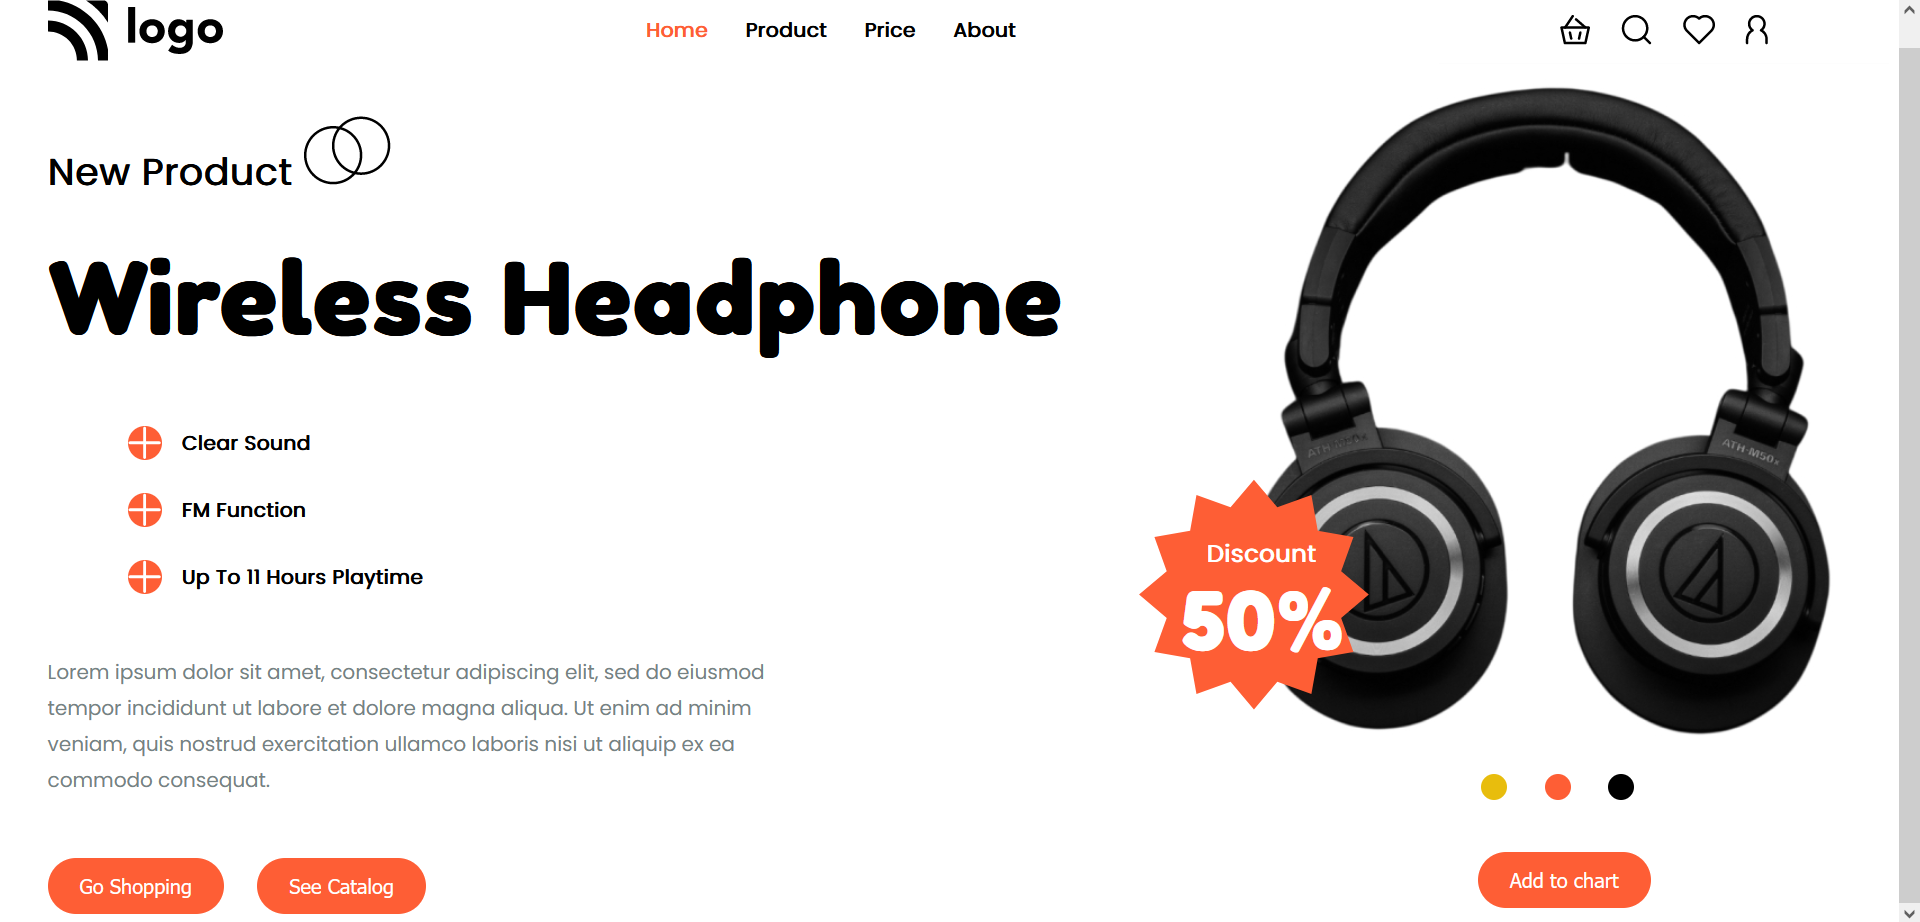 logo
Home Product Price About
New Product
Wireless Headphone
Clear Sound
FM Function
Up To 11 Hours Playtime
Lorem ipsum dolor sit amet, consectetur adipiscing elit, sed do eiusmod
tempor incididunt ut labore et dolore magna aliqua. Ut enim ad minim
veniam, quis nostrud exercitation ullamco laboris nisi ut aliquip ex ea
commodo consequat.
Go Shopping See Catalog
ATH-M50x
ATH-M50x
Discount
50%
Add to chart